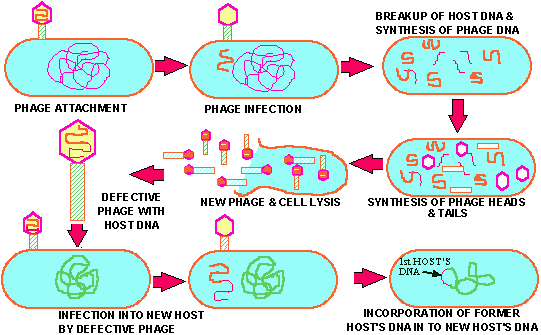 BREAKUP OF HOST DNA &
SYNTHESIS OF PHAGE DNA
PHAGE ATTACHMENT
PHAGE INFECTION
DEFECTIVE
PHAGE WITH
HOST DNA
NEW PHAGE & CELL LYSIS
SYNTHESIS OF PHAGE HEADS
& TAILS
1st HOST'S
DNA
INFECTION INTO NEW HOST
BY DEFECTIVE PHAGE
INCORPORATION OF FORMER
HOST'S DNA IN TO NEW HOST'S DNA